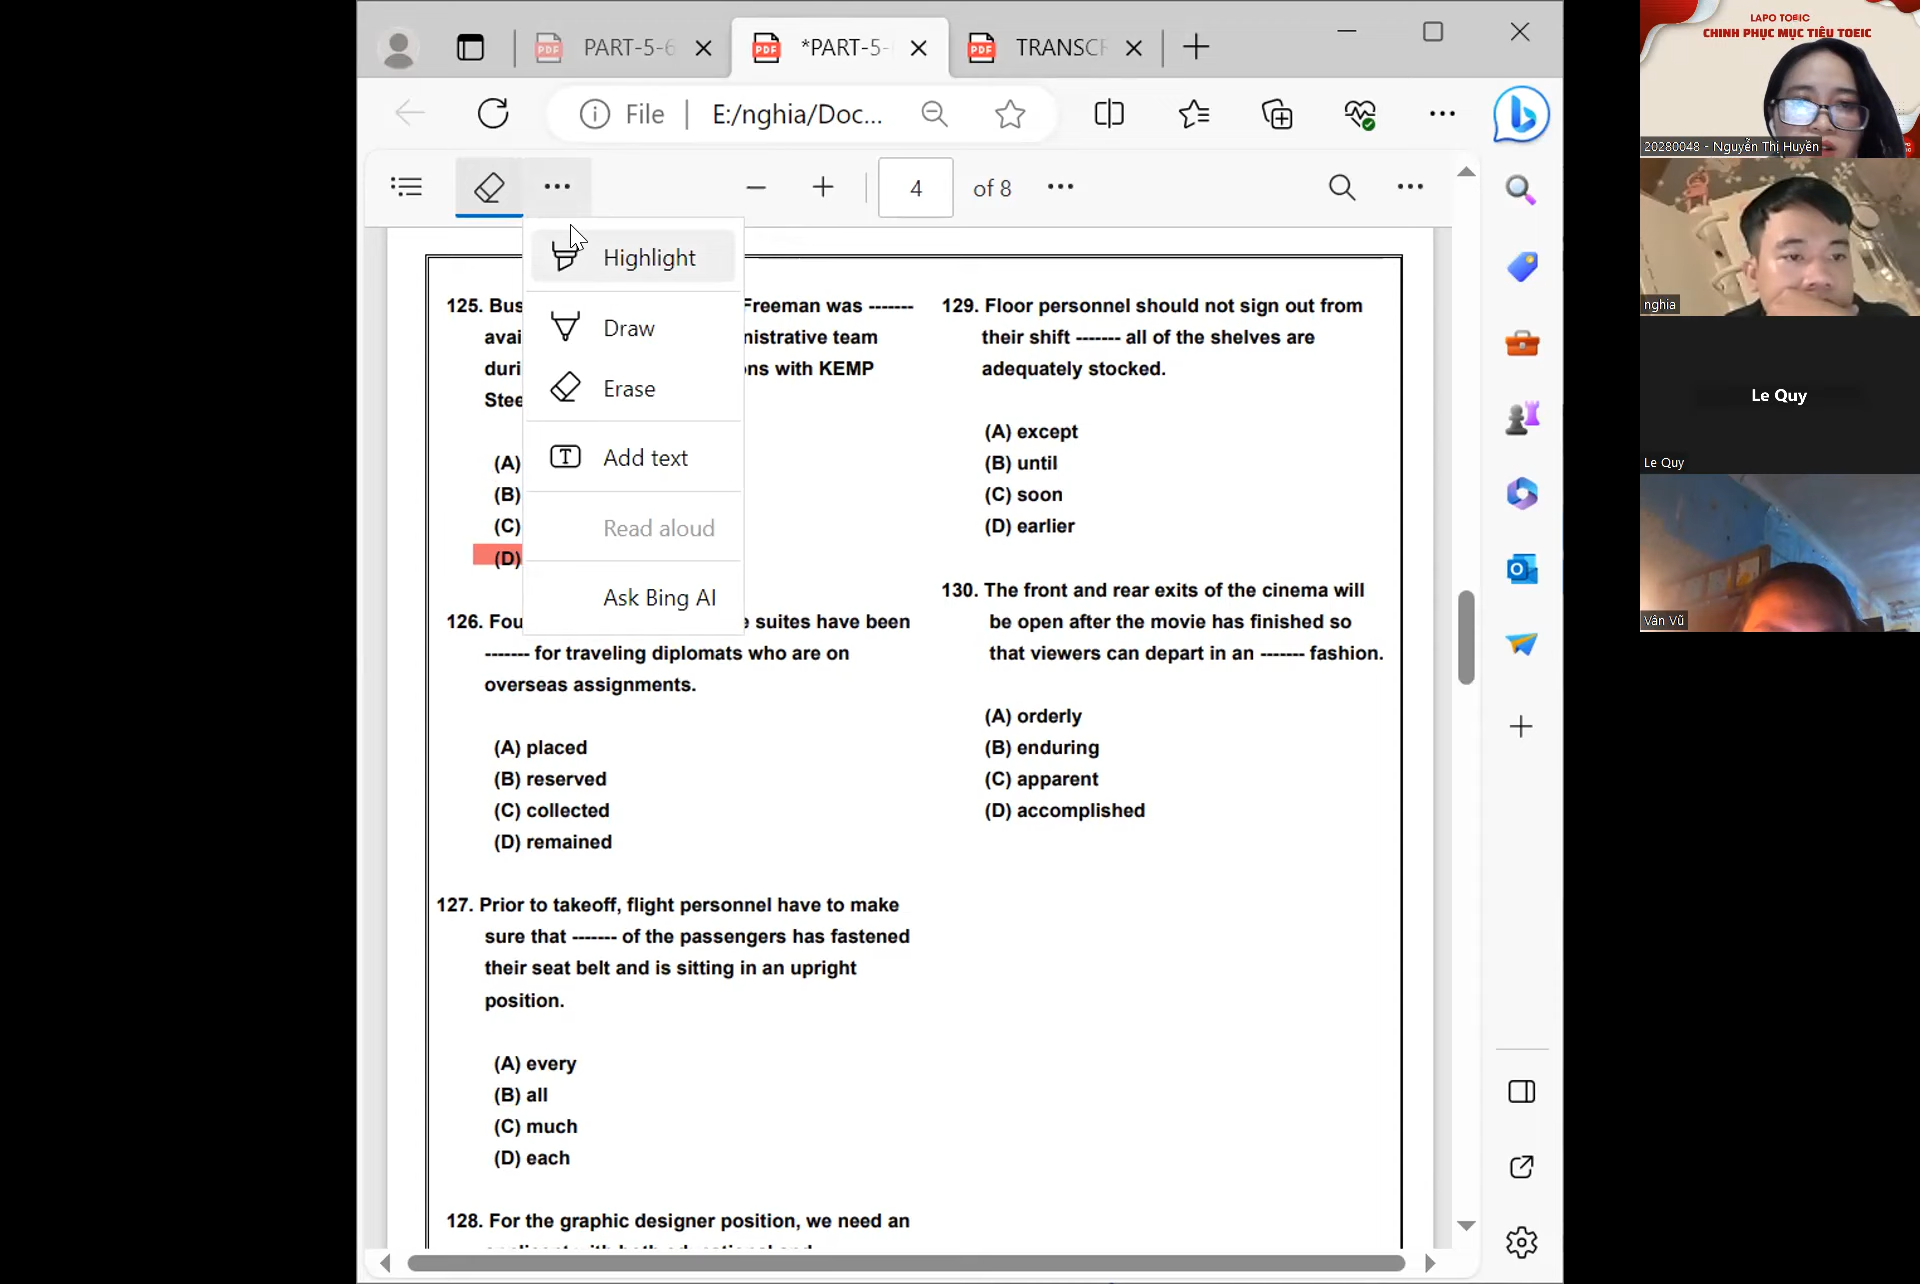 PART-5-6
*PART-5-
TRANSCR
File
E:/nghia/Doc...
4
of 8
Highlight
Draw
Erase
Add text
Read aloud
Ask Bing AI
125. Bus
Freeman was -------
avai
nistrative team
duri
ons with KEMP
Stee
(A)
(B)
(C)
(D)
126. Fou
e suites have been
------- for traveling diplomats who are on
overseas assignments.
(A) placed
(B) reserved
(C) collected
(D) remained
127. Prior to takeoff, flight personnel have to make
sure that ------- of the passengers has fastened
their seat belt and is sitting in an upright
position.
(A) every
(B) all
(C) much
(D) each
128. For the graphic designer position, we need an
129. Floor personnel should not sign out from
their shift ------- all of the shelves are
adequately stocked.
(A) except
(B) until
(C) soon
(D) earlier
130. The front and rear exits of the cinema will
be open after the movie has finished so
that viewers can depart in an ------- fashion.
(A) orderly
(B) enduring
(C) apparent
(D) accomplished
LAPO TOEIC
CHINH PHỤC MỤC TIÊU TOEIC
20280048 - Nguyễn Thị Huyền
nghia
Le Quy
Le Quy
Vân Vũ